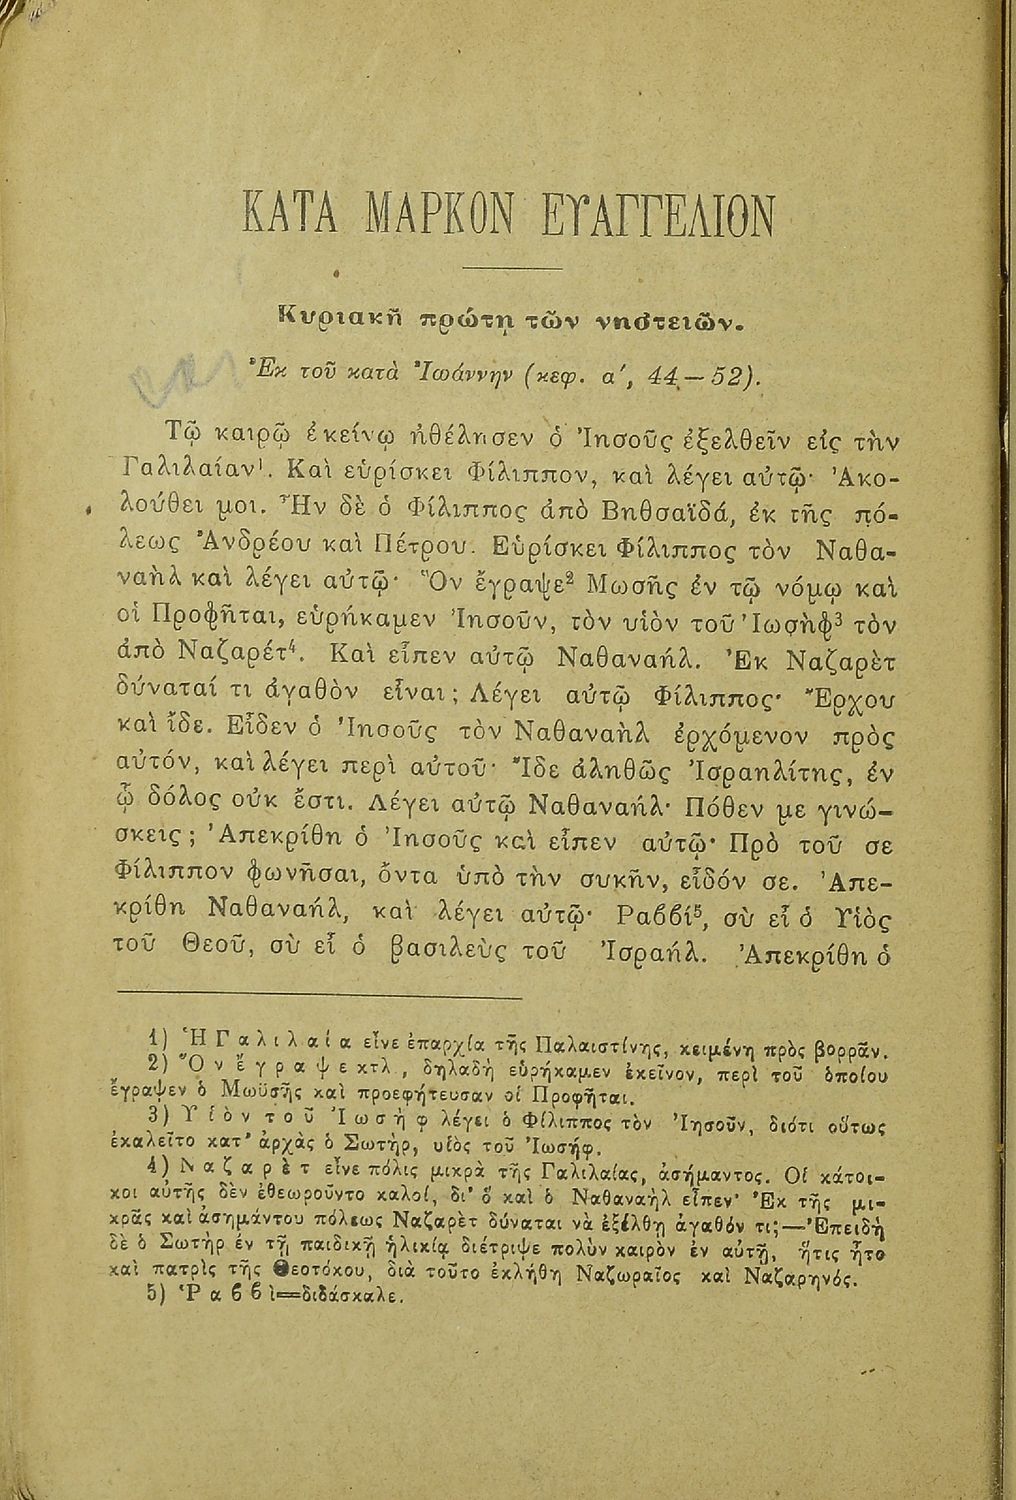 ΚΑΤΑ ΜΑΡΚΟΝ ΕΥΑΓΓΕΛΙΟΝ
Κυριακῇ πρώτῃ τῶν νηστειῶν.
Ἐκ τοῦ κατὰ Ἰωάννην (κεφ. α', 44 — 52).
Τῷ καιρῷ ἐκείνῳ ἠθέλησεν ὁ Ἰησοῦς ἐξελθεῖν εἰς τὴν
Γαλιλαίαν¹. Καὶ εὑρίσκει Φίλιππον, καὶ λέγει αὐτῷ· Ἀκο-
λούθει μοι. Ἦν δὲ ὁ Φίλιππος ἀπὸ Βηθσαϊδά, ἐκ τῆς πό-
λεως Ἀνδρέου καὶ Πέτρου. Εὑρίσκει Φίλιππος τὸν Ναθα-
ναὴλ καὶ λέγει αὐτῷ· Ὃν ἔγραψε² Μωσῆς ἐν τῷ νόμῳ καὶ
οἱ Προφῆται, εὑρήκαμεν Ἰησοῦν, τὸν υἱὸν τοῦ Ἰωσὴφ³ τὸν
ἀπὸ Ναζαρέτ⁴. Καὶ εἶπεν αὐτῷ Ναθαναήλ. Ἐκ Ναζαρὲτ
δύναταί τι ἀγαθὸν εἶναι; Λέγει αὐτῷ Φίλιππος· Ἔρχου
καὶ ἴδε. Εἶδεν ὁ Ἰησοῦς τὸν Ναθαναὴλ ἐρχόμενον πρὸς
αὐτόν, καὶ λέγει περὶ αὐτοῦ· Ἴδε ἀληθῶς Ἰσραηλίτης, ἐν
ᾧ δόλος οὐκ ἔστι. Λέγει αὐτῷ Ναθαναήλ· Πόθεν με γινώ-
σκεις; Ἀπεκρίθη ὁ Ἰησοῦς καὶ εἶπεν αὐτῷ· Πρὸ τοῦ σε
Φίλιππον φωνῆσαι, ὄντα ὑπὸ τὴν συκῆν, εἶδόν σε. Ἀπε-
κρίθη Ναθαναήλ, καὶ λέγει αὐτῷ· Ραββί⁵, σὺ εἶ ὁ Υἱὸς
τοῦ Θεοῦ, σὺ εἶ ὁ βασιλεὺς τοῦ Ἰσραήλ. Ἀπεκρίθη ὁ
1) Ἡ Γαλιλαία εἶνε ἐπαρχία τῆς Παλαιστίνης, κειμένη πρὸς βορρᾶν.
2) Ὃν ἔγραψε κτλ, δηλαδὴ εὑρήκαμεν ἐκεῖνον, περὶ τοῦ ὁποίου
ἔγραψεν ὁ Μωϋσῆς καὶ προεφήτευσαν οἱ Προφῆται.
3) Υἱὸν τοῦ Ἰωσὴφ λέγει ὁ Φίλιππος τὸν Ἰησοῦν, διότι οὕτως
ἐκαλεῖτο κατ' ἀρχὰς ὁ Σωτήρ, υἱὸς τοῦ Ἰωσήφ.
4) Ναζαρὲτ εἶνε πόλις μικρὰ τῆς Γαλιλαίας, ἀσήμαντος. Οἱ κάτοι-
κοι αὐτῆς δὲν ἐθεωροῦντο καλοί, δι' ὃ καὶ ὁ Ναθαναὴλ εἶπεν· Ἐκ τῆς μι-
κρᾶς καὶ ἀσημάντου πόλεως Ναζαρὲτ δύναται νὰ ἐξέλθῃ ἀγαθόν τι;—Ἐπειδὴ
δὲ ὁ Σωτὴρ ἐν τῇ παιδικῇ ἡλικίᾳ διέτριψε πολὺν καιρὸν ἐν αὐτῇ, ἥτις ἦτο
καὶ πατρὶς τῆς Θεοτόκου, διὰ τοῦτο ἐκλήθη Ναζωραῖος καὶ Ναζαρηνός.
5) Ῥαββὶ=διδάσκαλε.